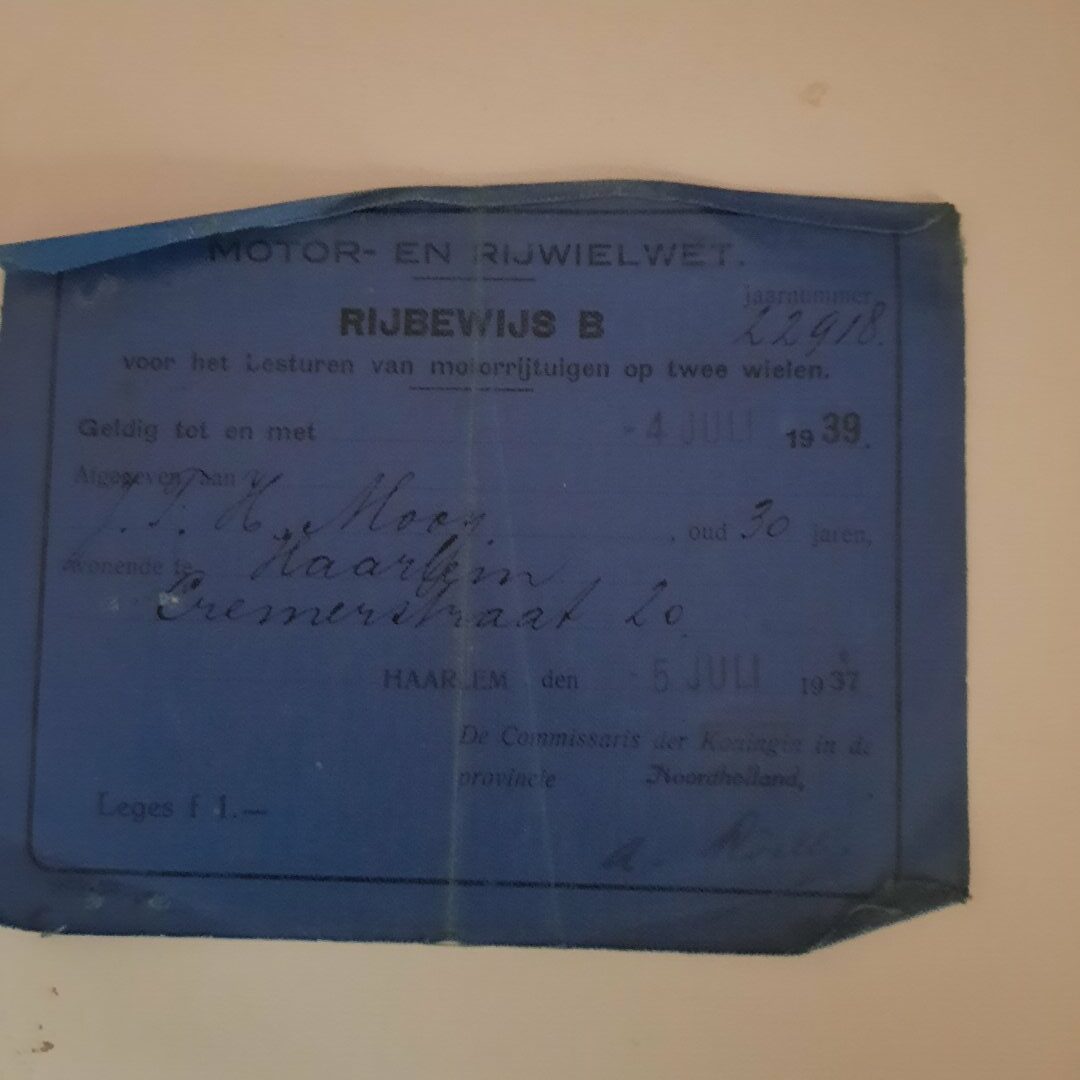 MOTOR- EN RIJWIELWET.
jaarnummer
RIJBEWIJS B
22918.
voor het besturen van motorrijtuigen op twee wielen.
Geldig tot en met - 4 JULI 1939.
Afgegeven aan
J. T. H. Mooy, oud 30 jaren,
wonende te Haarlem
Cremerstraat 20
HAARLEM den - 5 JULI 1937
De Commissaris der Koningin in de
provincie Noordholland,
Leges f 1.—